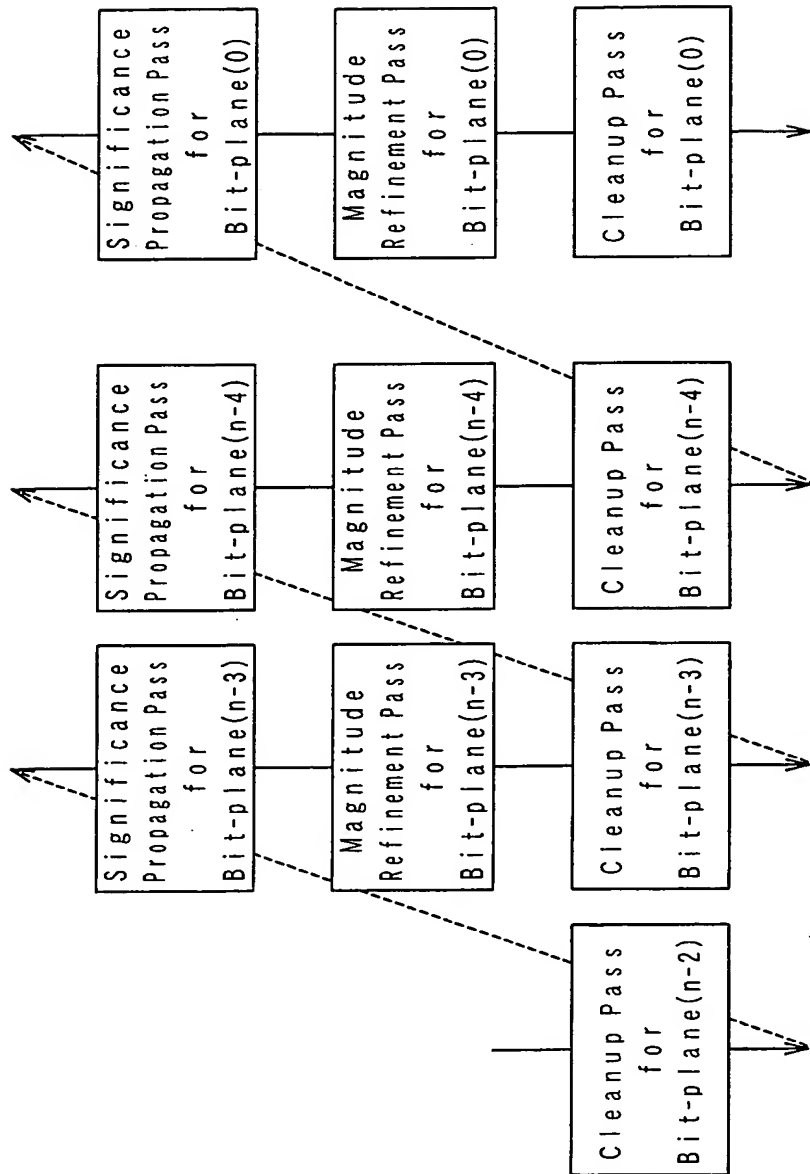 Cleanup Pass
for
Bit-plane(n-2)
Significance
Propagation Pass
for
Bit-plane(n-3)
Magnitude
Refinement Pass
for
Bit-plane(n-3)
Cleanup Pass
for
Bit-plane(n-3)
Significance
Propagation Pass
for
Bit-plane(n-4)
Magnitude
Refinement Pass
for
Bit-plane(n-4)
Cleanup Pass
for
Bit-plane(n-4)
Significance
Propagation Pass
for
Bit-plane(0)
Magnitude
Refinement Pass
for
Bit-plane(0)
Cleanup Pass
for
Bit-plane(0)